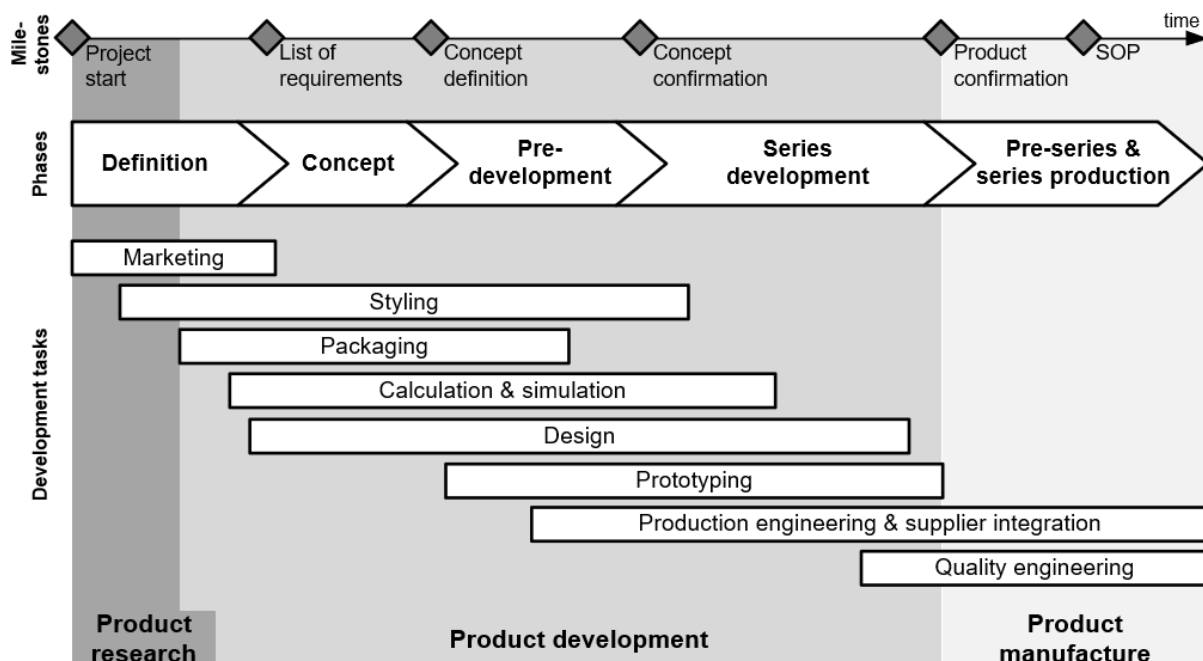 time
Mile-
stones
Project
start
List of
requirements
Concept
definition
Concept
confirmation
Product
confirmation
SOP
Phases
Definition
Concept
Pre-
development
Series
development
Pre-series &
series production
Development tasks
Marketing
Styling
Packaging
Calculation & simulation
Design
Prototyping
Production engineering & supplier integration
Quality engineering
Product
research
Product development
Product
manufacture